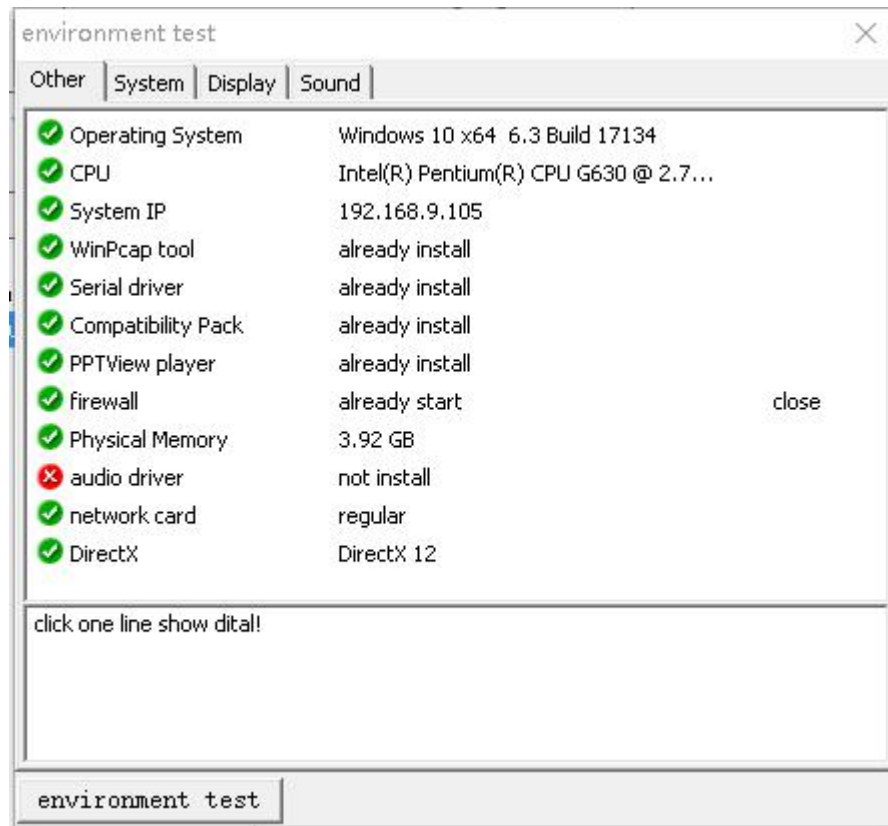 environment test
Other System Display Sound
Operating System Windows 10 x64 6.3 Build 17134
CPU Intel(R) Pentium(R) CPU G630 @ 2.7...
System IP 192.168.9.105
WinPcap tool already install
Serial driver already install
Compatibility Pack already install
PPTView player already install
firewall already start close
Physical Memory 3.92 GB
audio driver not install
network card regular
DirectX DirectX 12
click one line show dital!
environment test